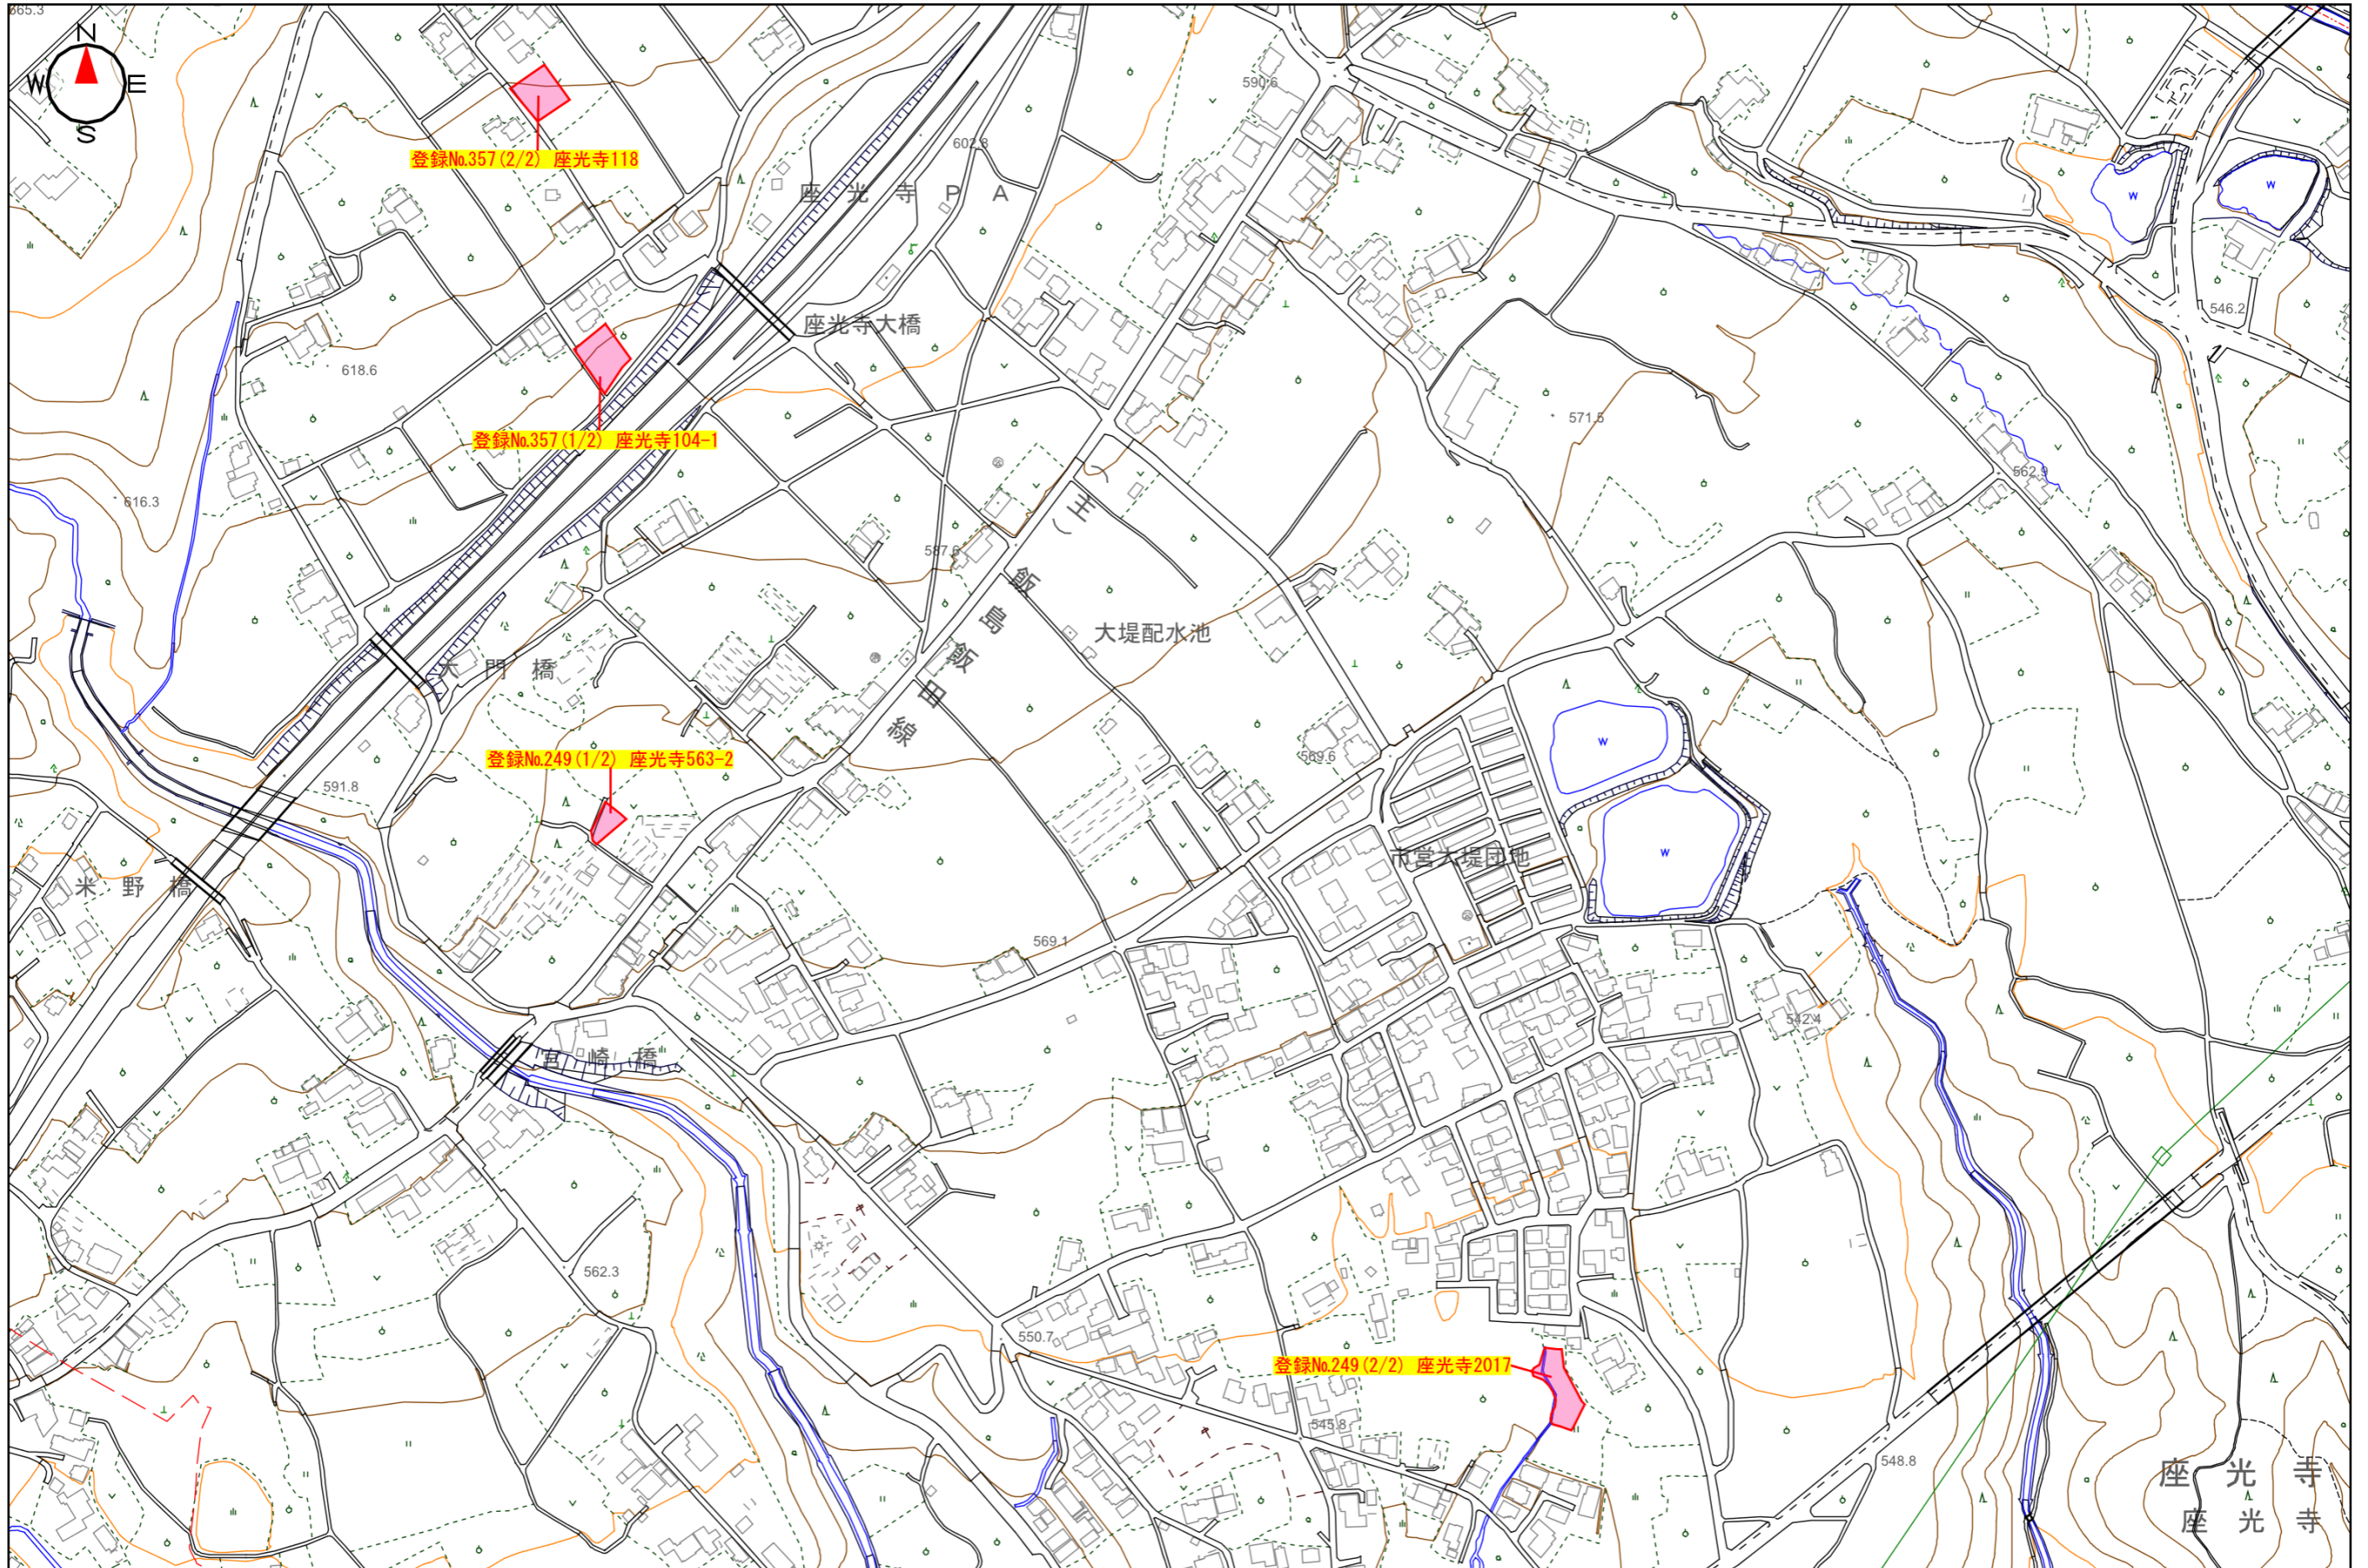 665.3
N
W E
S
登録No.357(2/2) 座光寺118
590.6
602.8
座光寺PA
546.2
座光寺大橋
618.6
571.5
登録No.357(1/2) 座光寺104-1
562.9
616.3
(主)飯島飯田線
587.6
大堤配水池
大門橋
登録No.249(1/2) 座光寺563-2
569.6
591.8
W
W
W
W
市営大堤団地
米野橋
569.1
542.4
宮崎橋
562.3
550.7
登録No.249(2/2) 座光寺2017
545.8
548.8
座光寺
座光寺